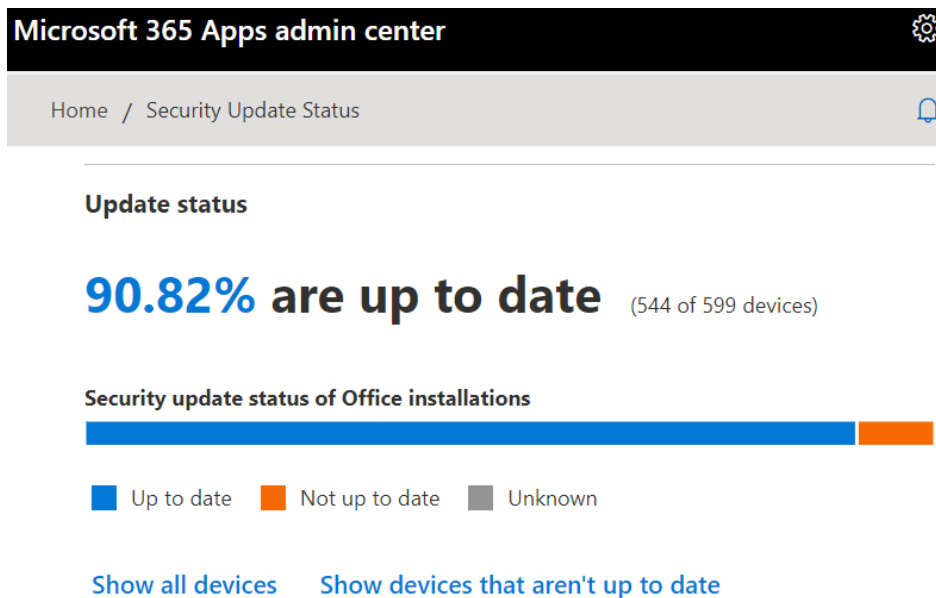 Microsoft 365 Apps admin center
Home / Security Update Status
Update status
90.82% are up to date (544 of 599 devices)
Security update status of Office installations
Up to date Not up to date Unknown
Show all devices Show devices that aren't up to date